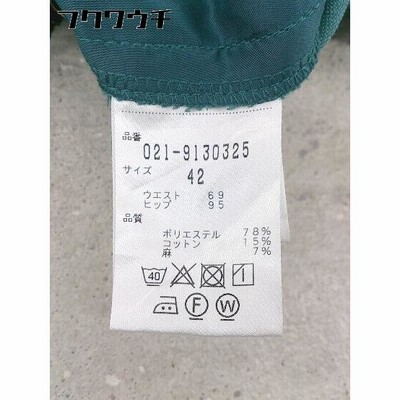 フクウウチ
品番
021-9130325
サイズ
42
ウエスト 69
ヒップ 95
品質
ポリエステル 78%
コットン 15%
麻 7%
40
F
W